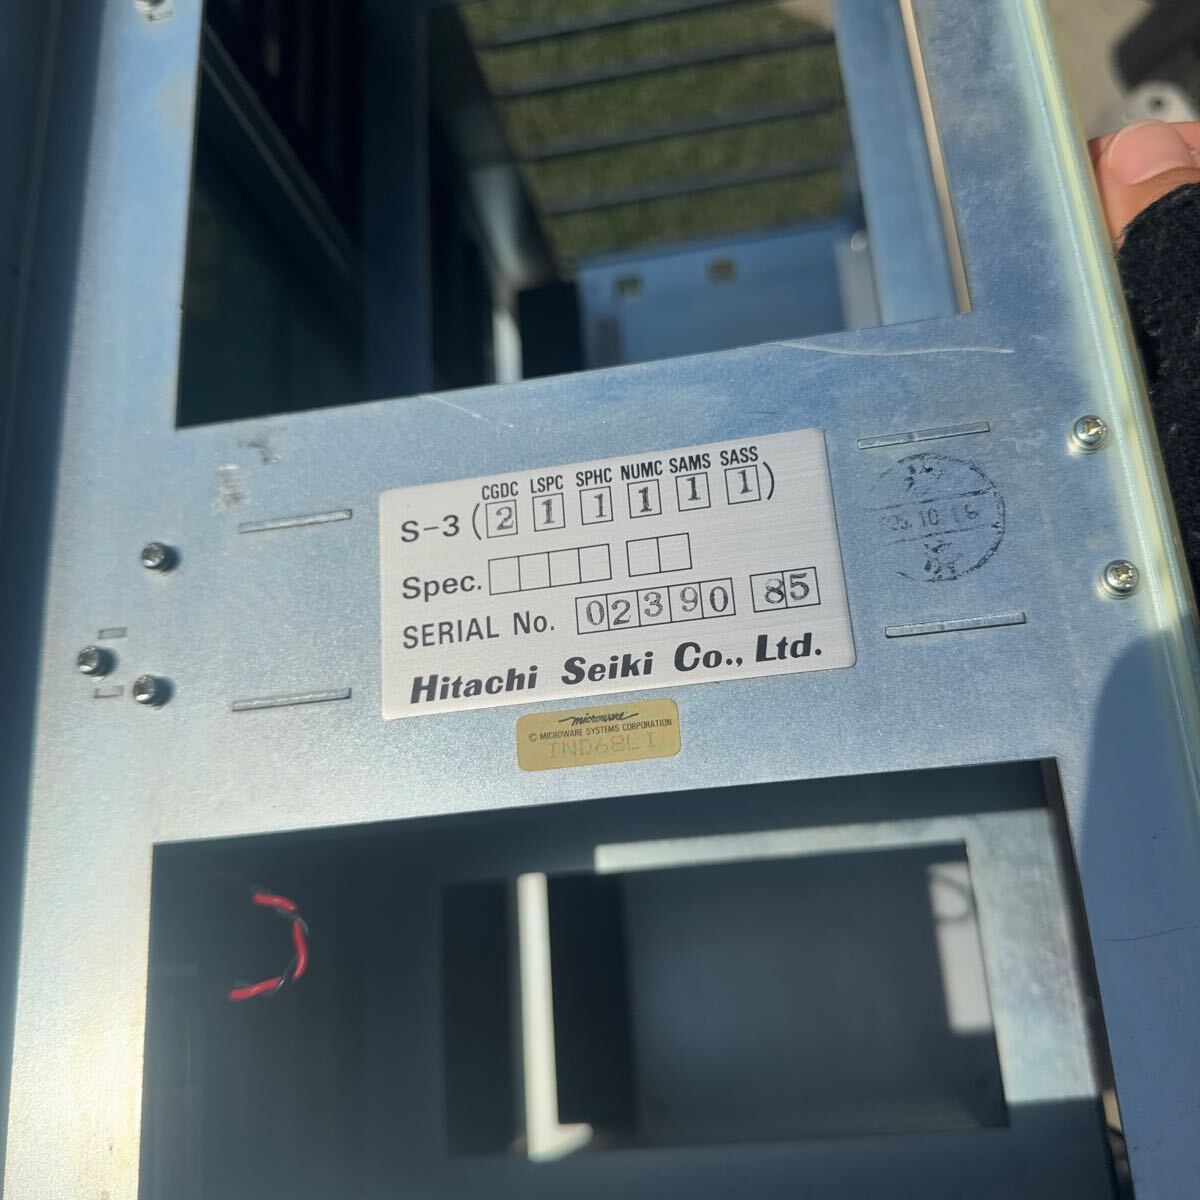 CGDC LSPC SPHC NUMC SAMS SASS
S-3 (2 1 1 1 1 1)
Spec.
SERIAL No. 02390 85
Hitachi Seiki Co., Ltd.
microware
© MICROWARE SYSTEMS CORPORATION
IND68LI